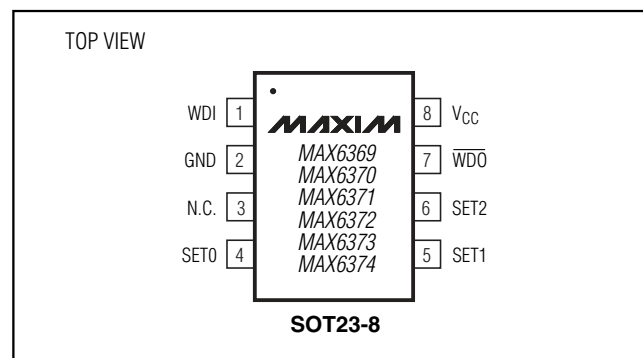 TOP VIEW
WDI 1
GND 2
N.C. 3
SET0 4
MAXIM
MAX6369
MAX6370
MAX6371
MAX6372
MAX6373
MAX6374
8 VCC
7 WDO
6 SET2
5 SET1
SOT23-8